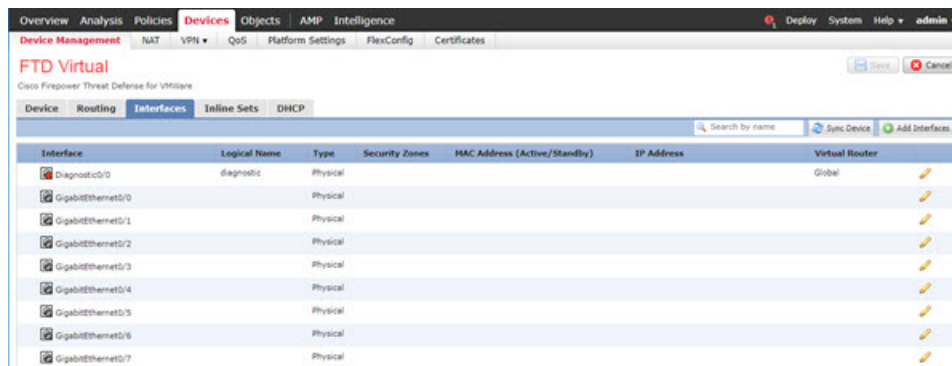 Overview Analysis Policies Devices Objects AMP Intelligence 1 Deploy System Help admin
Device Management NAT VPN QoS Platform Settings FlexConfig Certificates
FTD Virtual Save Cancel
Cisco Firepower Threat Defense for VMWare
Device Routing Interfaces Inline Sets DHCP
Search by name Sync Device Add Interfaces
Interface Logical Name Type Security Zones MAC Address (Active/Standby) IP Address Virtual Router
Diagnostic0/0 diagnostic Physical Global
GigabitEthernet0/0 Physical
GigabitEthernet0/1 Physical
GigabitEthernet0/2 Physical
GigabitEthernet0/3 Physical
GigabitEthernet0/4 Physical
GigabitEthernet0/5 Physical
GigabitEthernet0/6 Physical
GigabitEthernet0/7 Physical